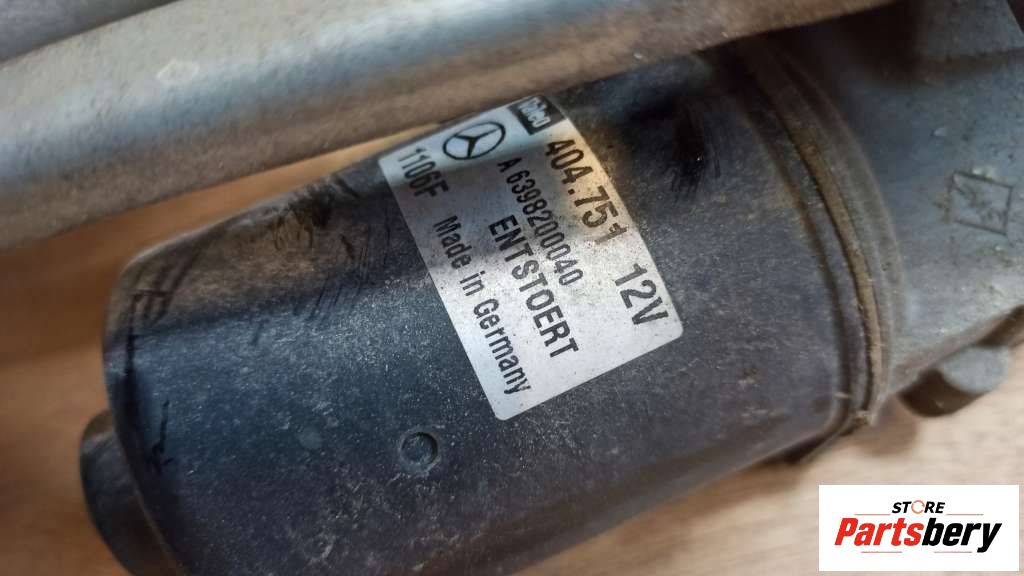 Valeo
404.751 12V
A 6398200040
ENTSTOERT
1106F Made in Germany
STORE
Partsbery